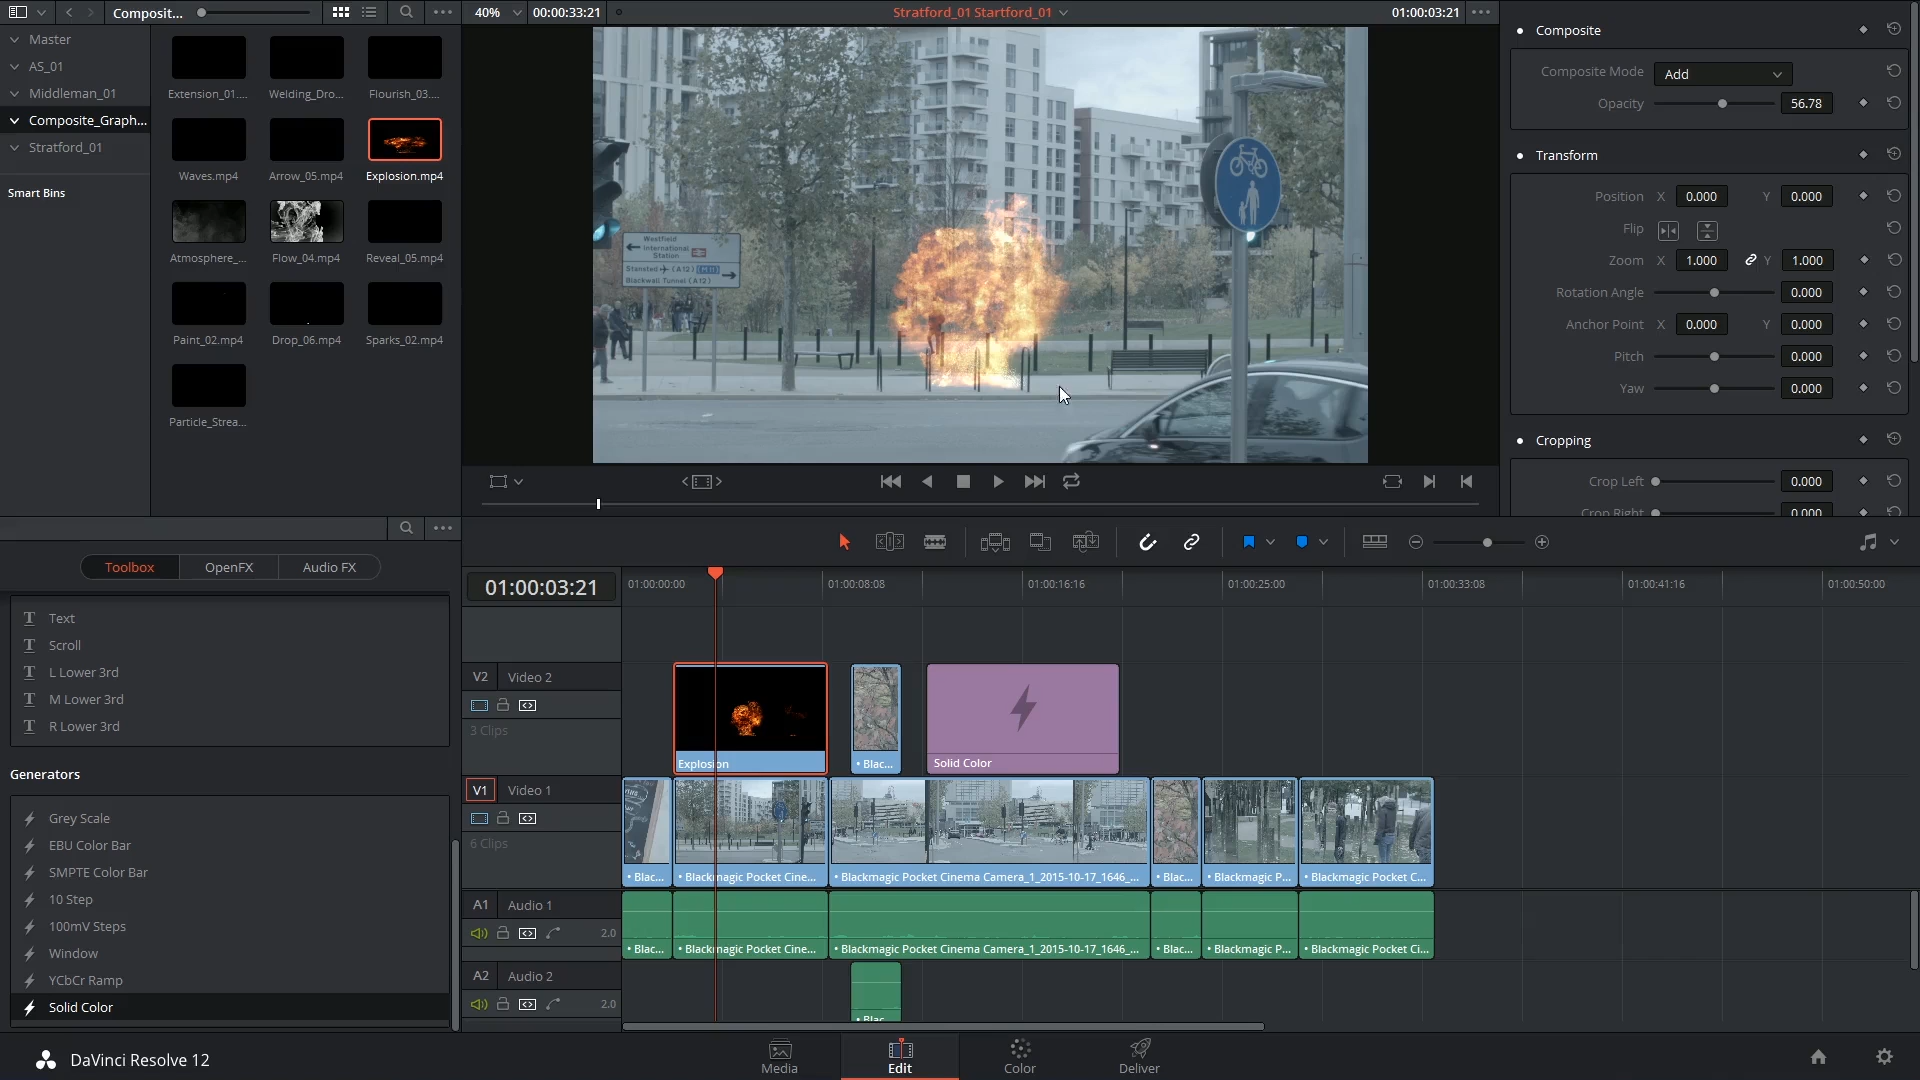 Composit...
40%
00:00:33:21
Stratford_01 Startford_01
01:00:03:21
Master
AS_01
Middleman_01
Composite_Graph...
Stratford_01
Smart Bins
Extension_01....
Welding_Dro...
Flourish_03....
Waves.mp4
Arrow_05.mp4
Explosion.mp4
Atmosphere_...
Flow_04.mp4
Reveal_05.mp4
Paint_02.mp4
Drop_06.mp4
Sparks_02.mp4
Particle_Strea...
Westfield
International
Station
Stansted (A12) (M11)
Blackwall Tunnel (A12)
Composite
Composite Mode Add
Opacity 56.78
Transform
Position X 0.000 Y 0.000
Flip
Zoom X 1.000 Y 1.000
Rotation Angle 0.000
Anchor Point X 0.000 Y 0.000
Pitch 0.000
Yaw 0.000
Cropping
Crop Left 0.000
Crop Right 0.000
Toolbox
OpenFX
Audio FX
T Text
T Scroll
T L Lower 3rd
T M Lower 3rd
T R Lower 3rd
Generators
Grey Scale
EBU Color Bar
SMPTE Color Bar
10 Step
100mV Steps
Window
YCbCr Ramp
Solid Color
01:00:03:21
01:00:00:00
01:00:08:08
01:00:16:16
01:00:25:00
01:00:33:08
01:00:41:16
01:00:50:00
V2 Video 2
3 Clips
Explosion
• Blac...
Solid Color
V1 Video 1
6 Clips
• Blac...
• Blackmagic Pocket Cine...
• Blackmagic Pocket Cinema Camera_1_2015-10-17_1646_...
• Blac...
• Blackmagic P...
• Blackmagic Pocket C...
A1 Audio 1
2.0
• Blac...
• Blackmagic Pocket Cine...
• Blackmagic Pocket Cinema Camera_1_2015-10-17_1646_...
• Blac...
• Blackmagic P...
• Blackmagic Pocket Ci...
A2 Audio 2
2.0
• Blac...
DaVinci Resolve 12
Media
Edit
Color
Deliver